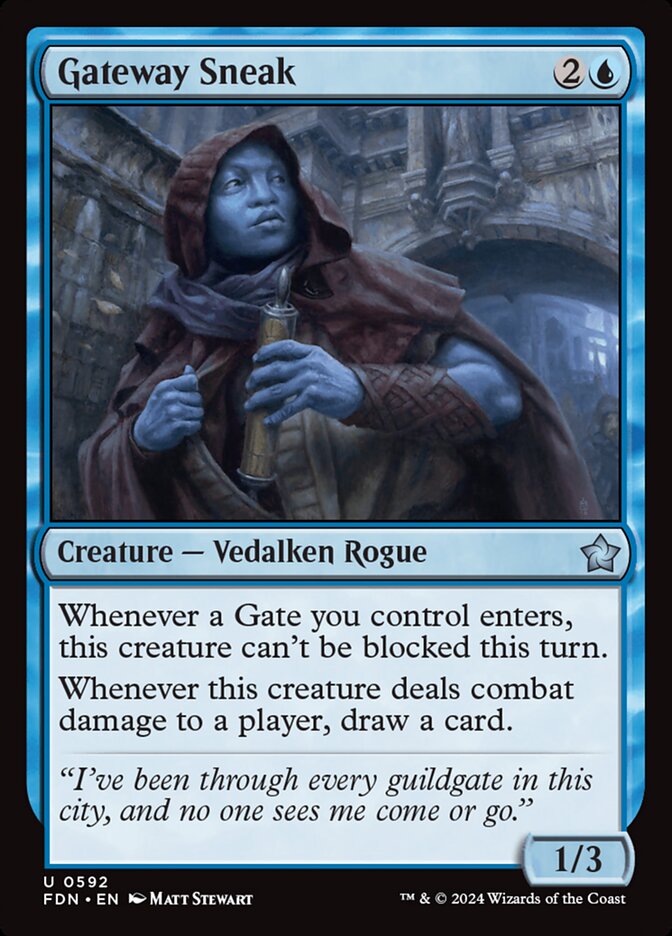 Gateway Sneak 2
Creature — Vedalken Rogue
Whenever a Gate you control enters,
this creature can't be blocked this turn.
Whenever this creature deals combat
damage to a player, draw a card.
“I've been through every guildgate in this
city, and no one sees me come or go.”
1/3
U 0592
FDN • EN Matt Stewart
™ & © 2024 Wizards of the Coast